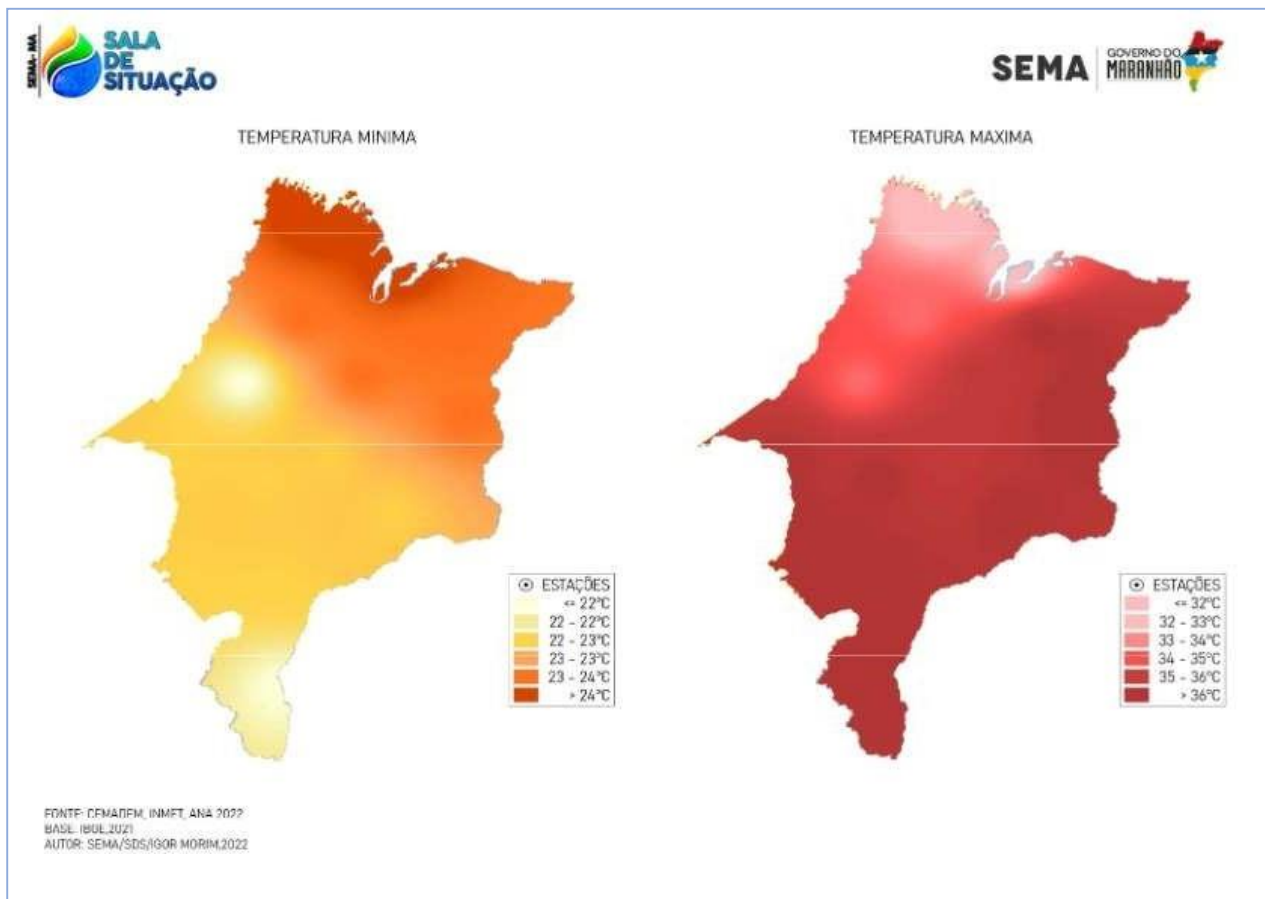 SEMA-MA
SALA
DE
SITUAÇÃO
SEMA
GOVERNO DO
MARANHÃO
TEMPERATURA MINIMA
TEMPERATURA MAXIMA
ESTAÇÕES
<= 22°C
22 - 22°C
22 - 23°C
23 - 23°C
23 - 24°C
> 24°C
ESTAÇÕES
<= 32°C
32 - 33°C
33 - 34°C
34 - 35°C
35 - 36°C
> 36°C
FONTE: CEMADEM, INMET, ANA 2022
BASE: IBGE,2021
AUTOR: SEMA/SDS/IGOR MORIM,2022